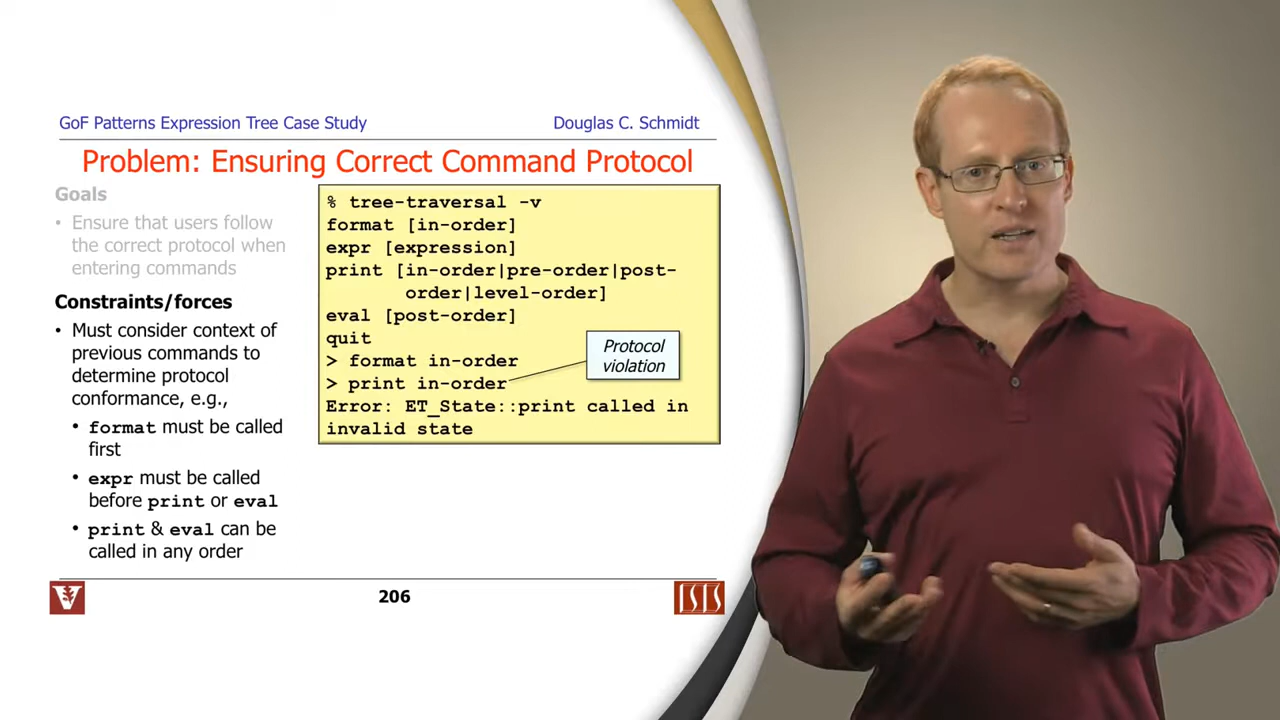 GoF Patterns Expression Tree Case Study
Douglas C. Schmidt
Problem: Ensuring Correct Command Protocol
Goals
• Ensure that users follow
the correct protocol when
entering commands
Constraints/forces
• Must consider context of
previous commands to
determine protocol
conformance, e.g.,
• format must be called
first
• expr must be called
before print or eval
• print & eval can be
called in any order
% tree-traversal -v
format [in-order]
expr [expression]
print [in-order|pre-order|post-
order|level-order]
eval [post-order]
quit
> format in-order
> print in-order
Error: ET_State::print called in
invalid state
Protocol
violation
V
206
ISIS